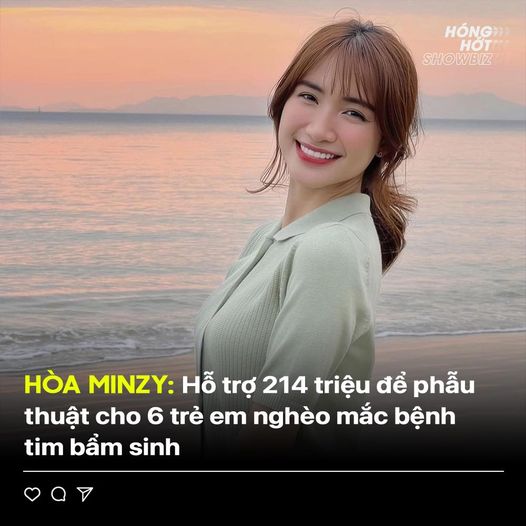 HÓNG
HÓT
SHOWBIZ
HÒA MINZY: Hỗ trợ 214 triệu để phẫu
thuật cho 6 trẻ em nghèo mắc bệnh
tim bẩm sinh